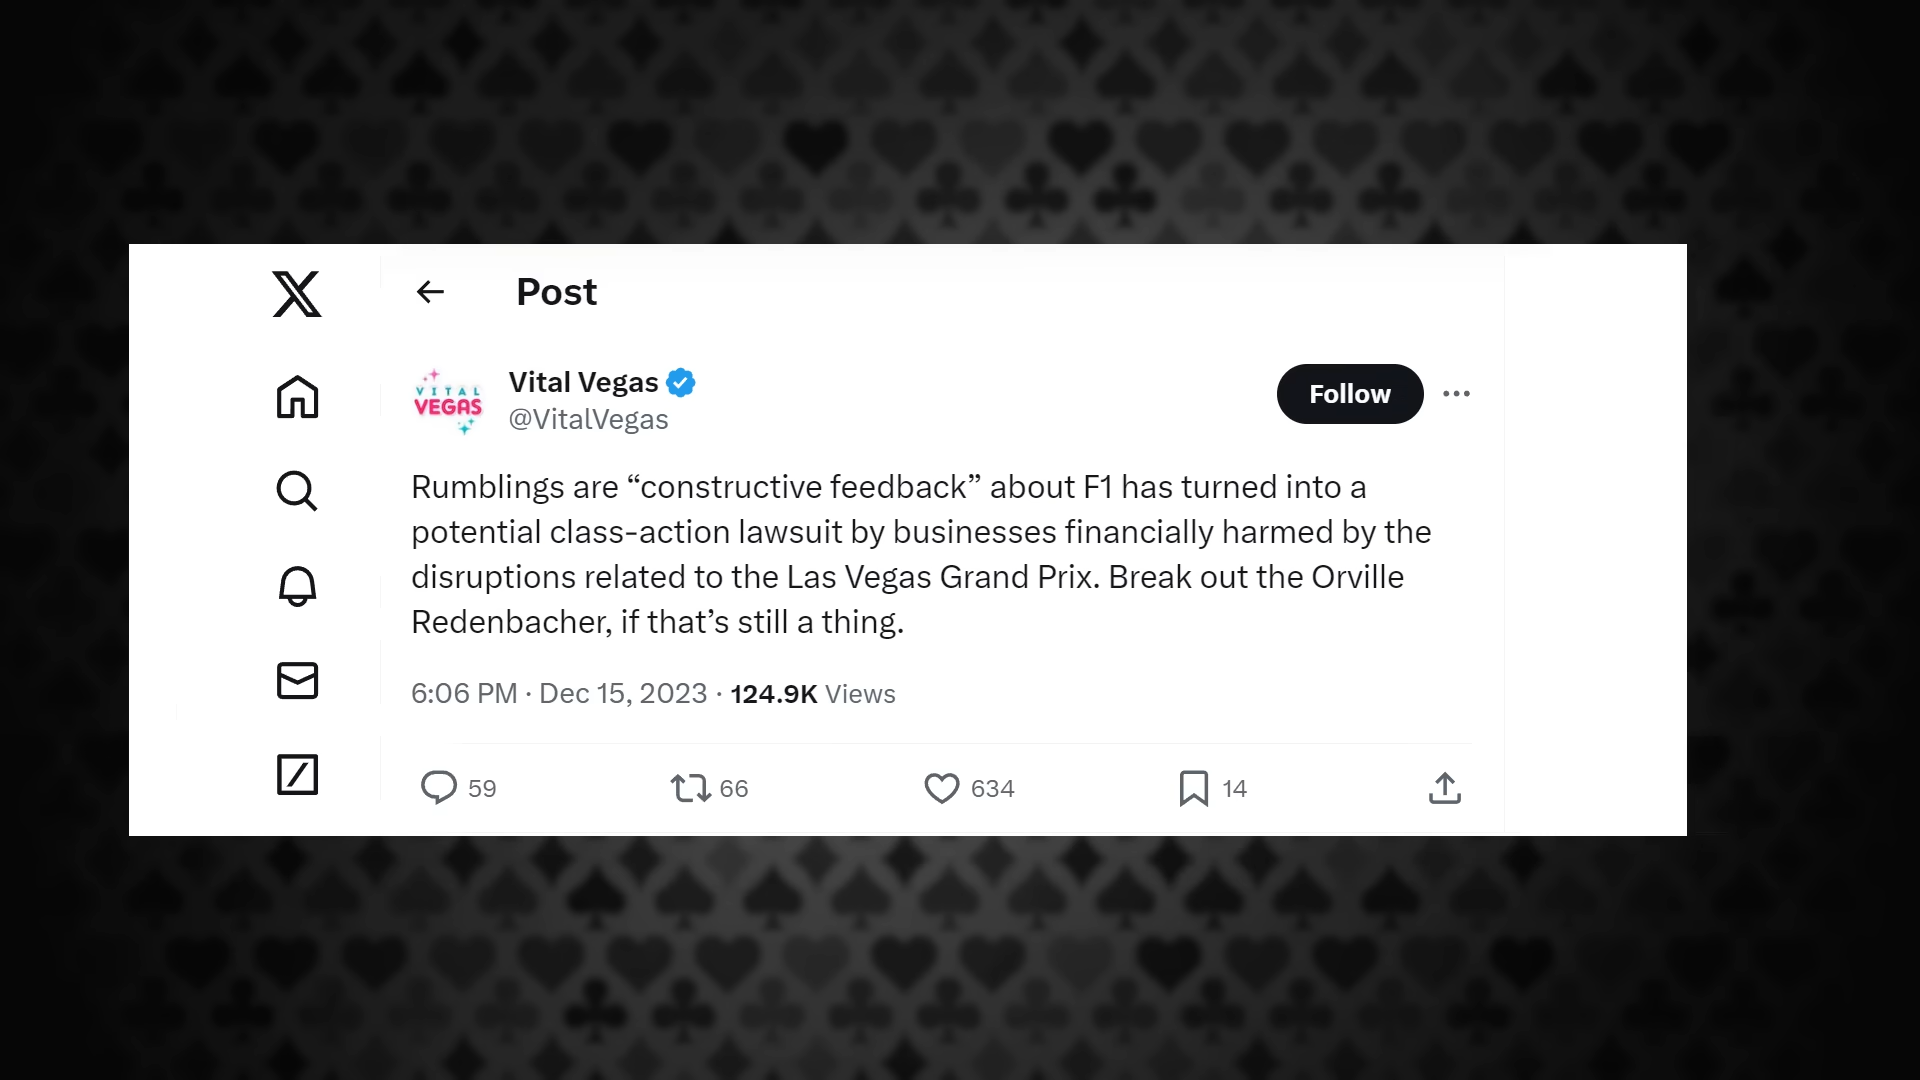 Post
VITAL
VEGAS
Vital Vegas
@VitalVegas
Follow
Rumblings are “constructive feedback” about F1 has turned into a
potential class-action lawsuit by businesses financially harmed by the
disruptions related to the Las Vegas Grand Prix. Break out the Orville
Redenbacher, if that’s still a thing.
6:06 PM · Dec 15, 2023 · 124.9K Views
59 66 634 14